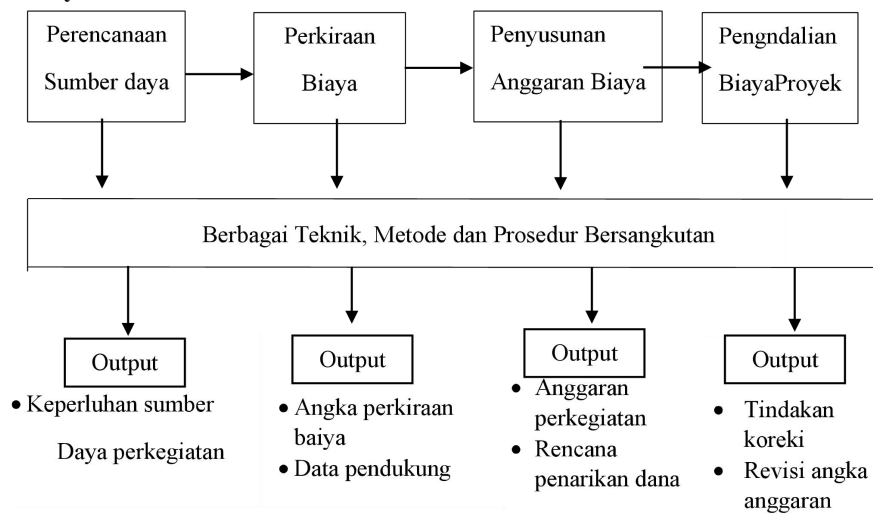 Perencanaan
Sumber daya
Perkiraan
Biaya
Penyusunan
Anggaran Biaya
Pengndalian
BiayaProyek
Berbagai Teknik, Metode dan Prosedur Bersangkutan
Output
• Keperluhan sumber
Daya perkegiatan
Output
• Angka perkiraan
baiya
• Data pendukung
Output
• Anggaran
perkegiatan
• Rencana
penarikan dana
Output
• Tindakan
koreki
• Revisi angka
anggaran